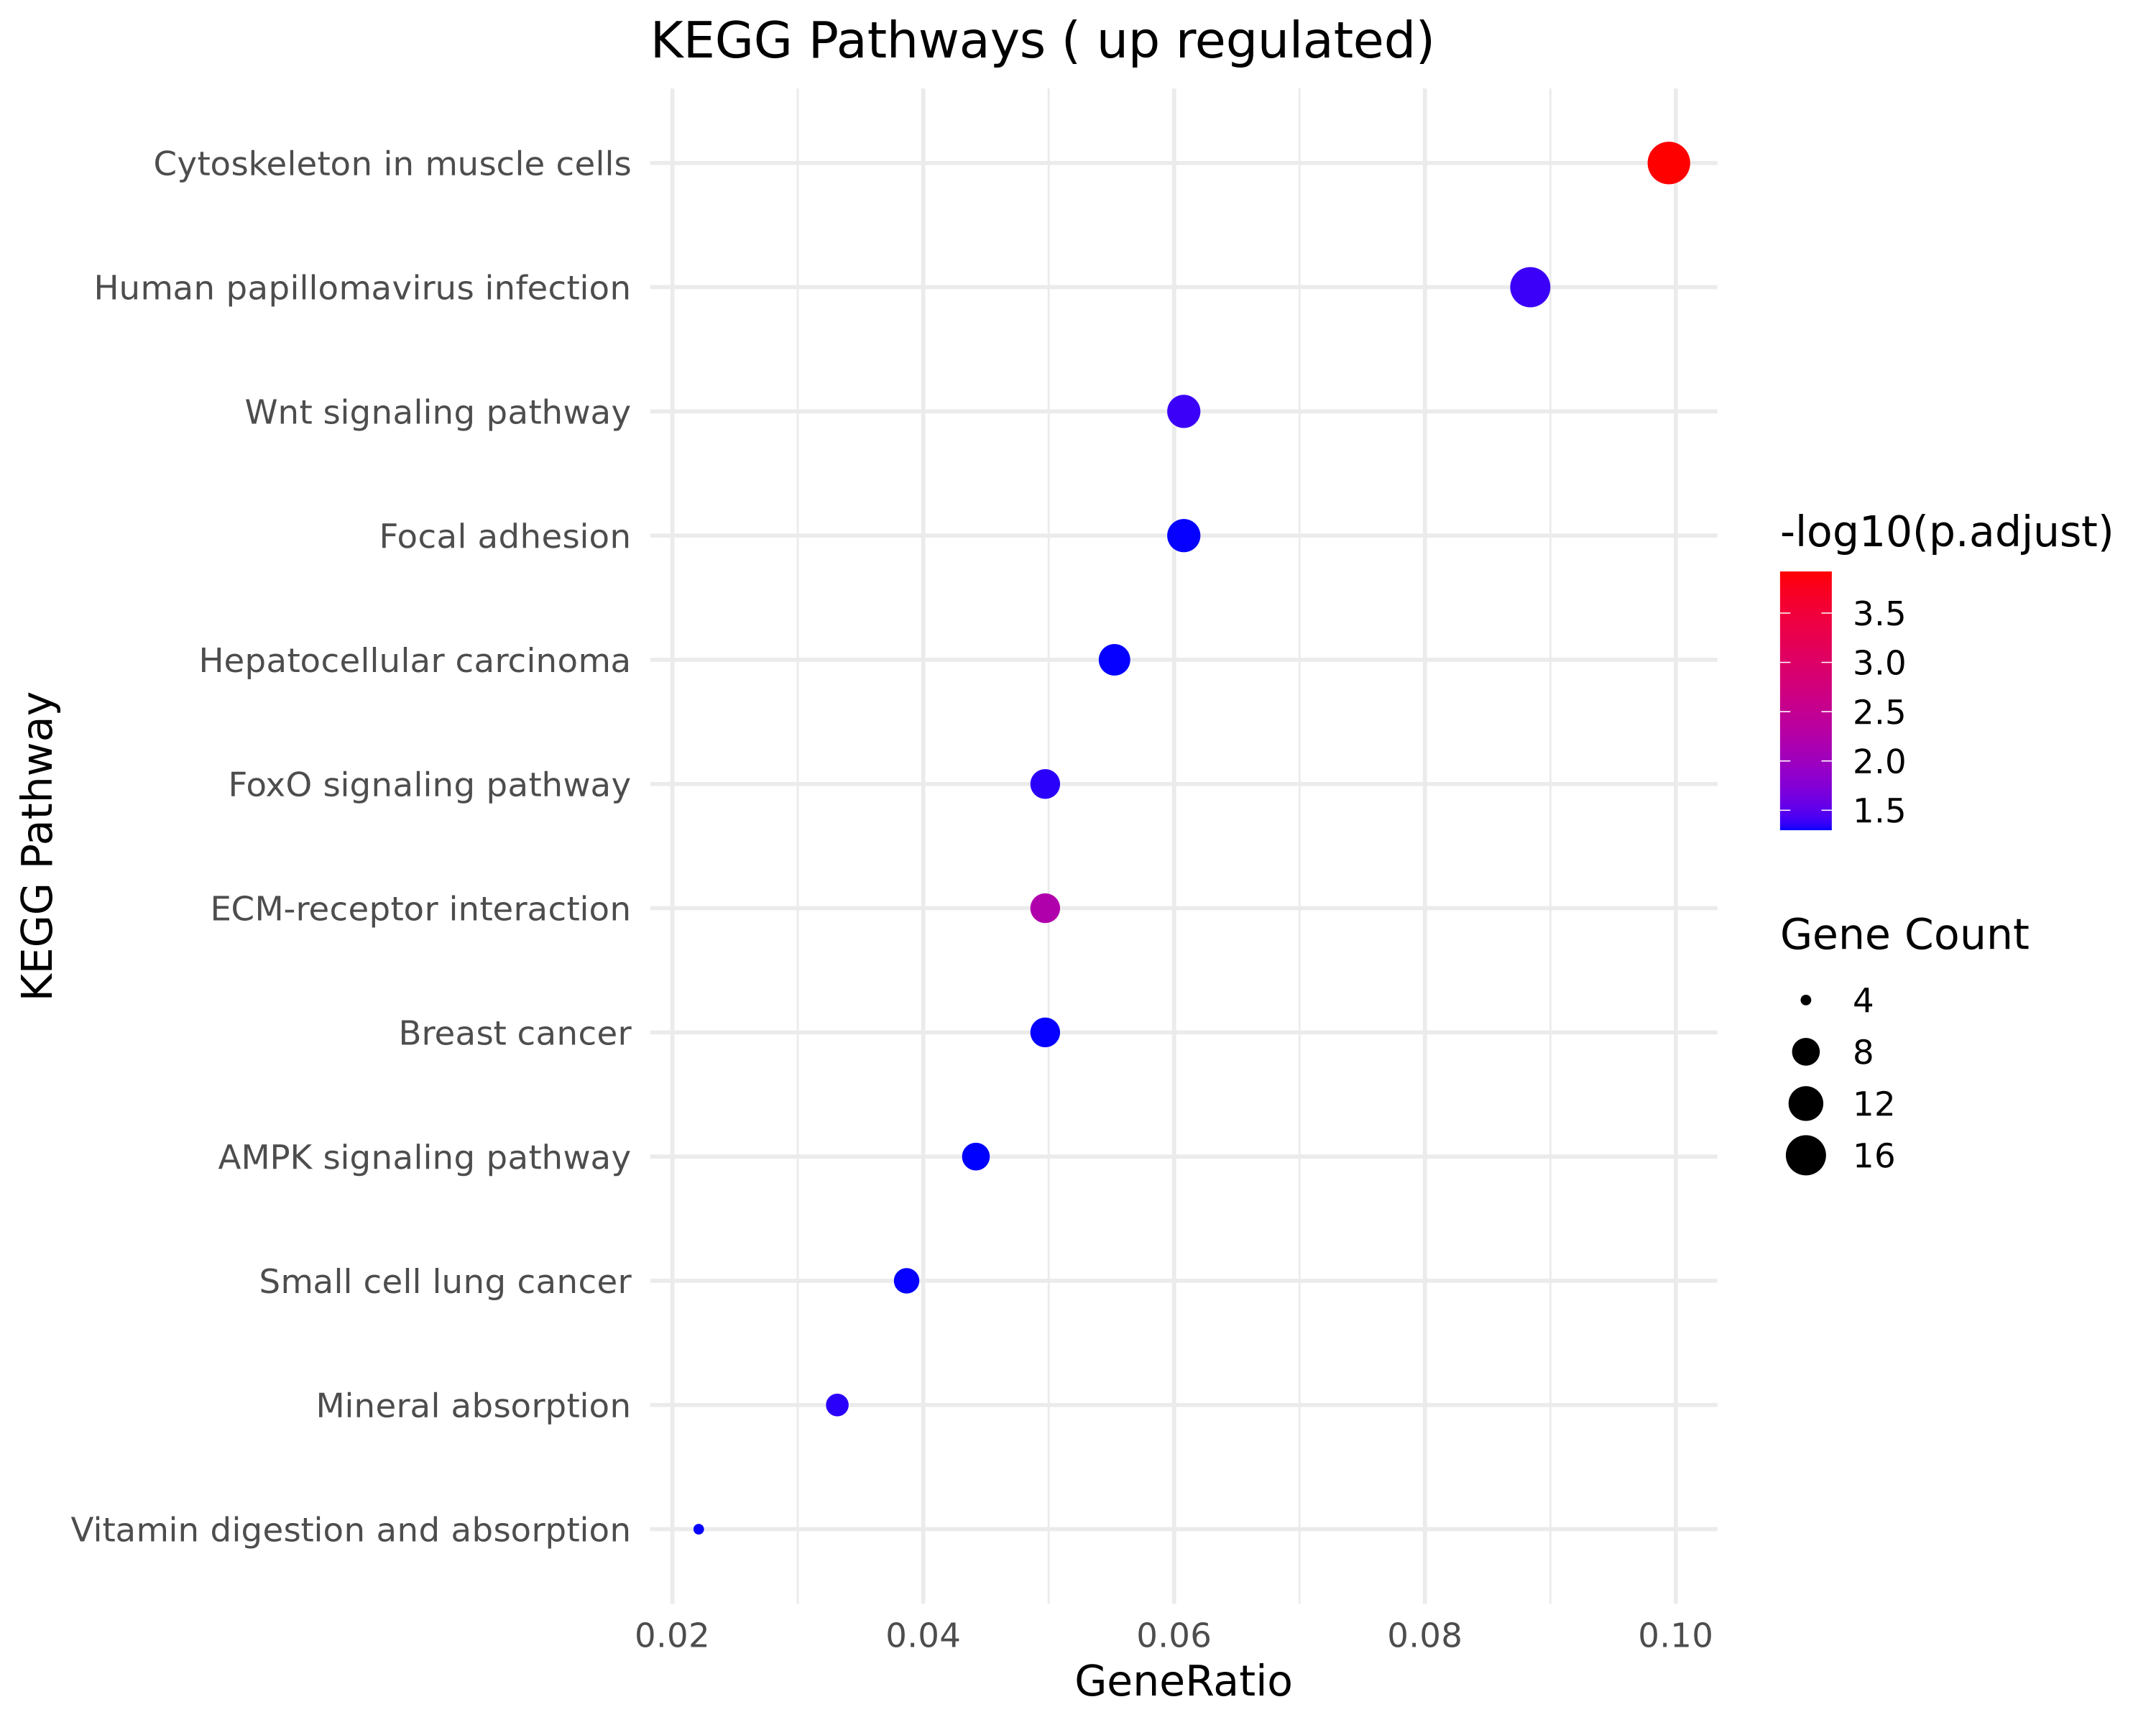 KEGG Pathways ( up regulated)
KEGG Pathway
Cytoskeleton in muscle cells
Human papillomavirus infection
Wnt signaling pathway
Focal adhesion
Hepatocellular carcinoma
FoxO signaling pathway
ECM-receptor interaction
Breast cancer
AMPK signaling pathway
Small cell lung cancer
Mineral absorption
Vitamin digestion and absorption
0.02
0.04
0.06
0.08
0.10
GeneRatio
-log10(p.adjust)
3.5
3.0
2.5
2.0
1.5
Gene Count
4
8
12
16